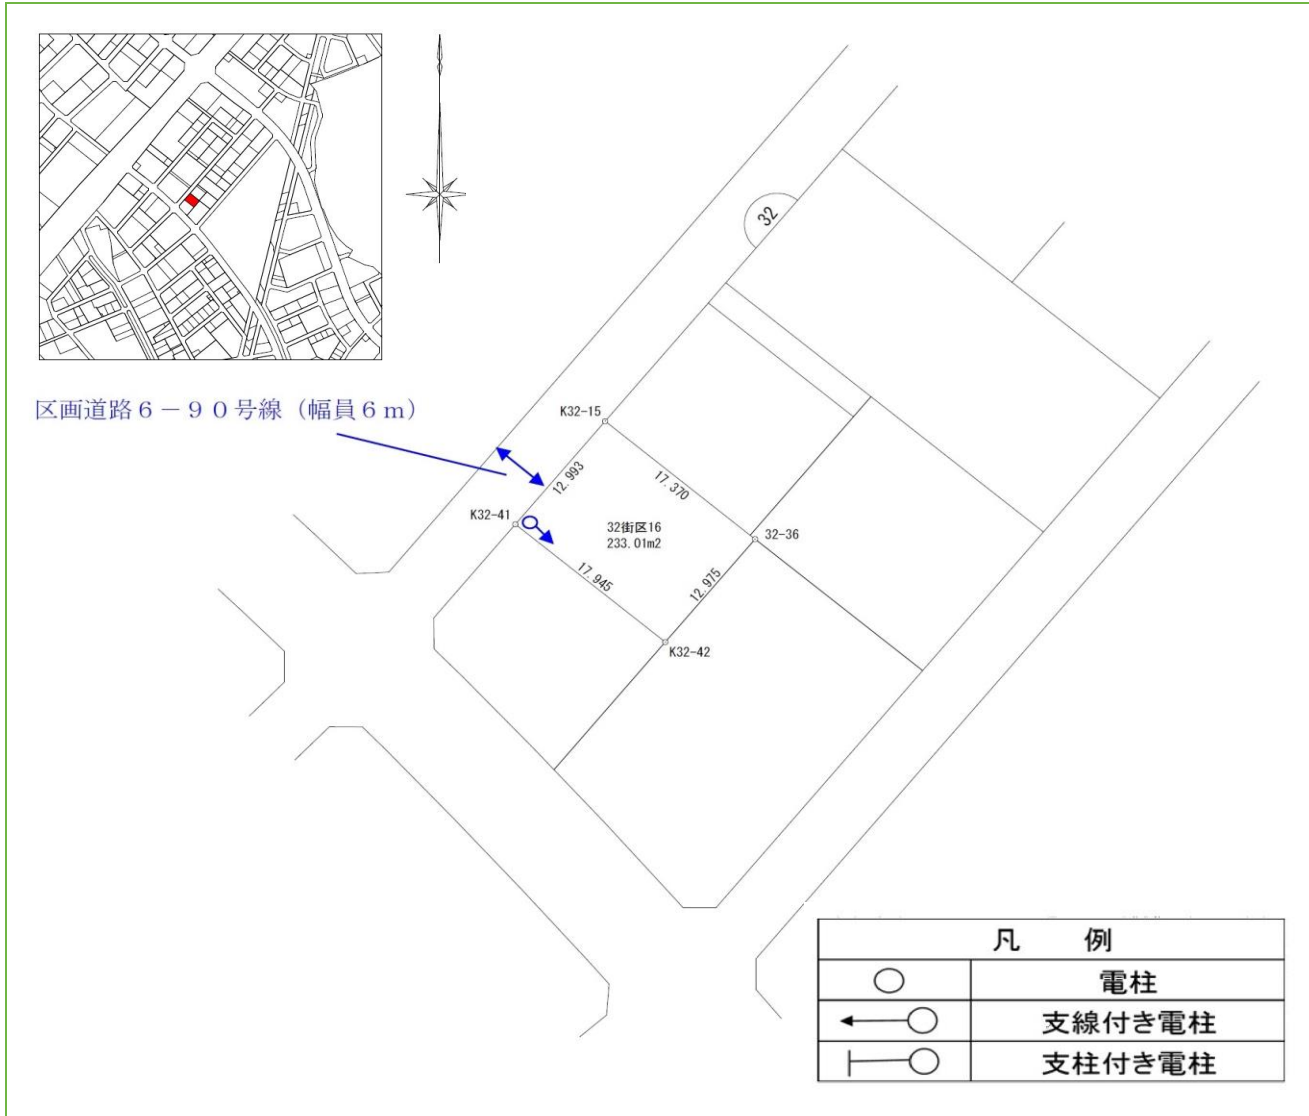 32
区画道路６－９０号線（幅員６ｍ）
K32-15
12.993
17.370
K32-41
32街区16
233.01m2
32-36
17.945
12.975
K32-42
凡 例
電柱
支線付き電柱
支柱付き電柱